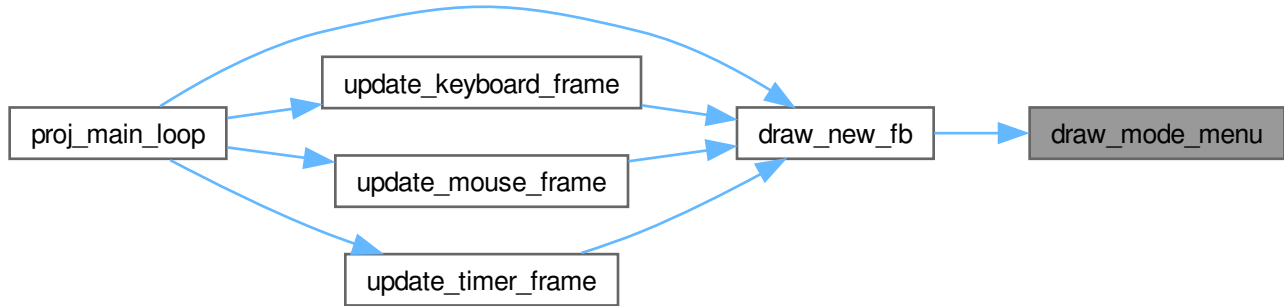 proj_main_loop
update_keyboard_frame
update_mouse_frame
update_timer_frame
draw_new_fb
draw_mode_menu